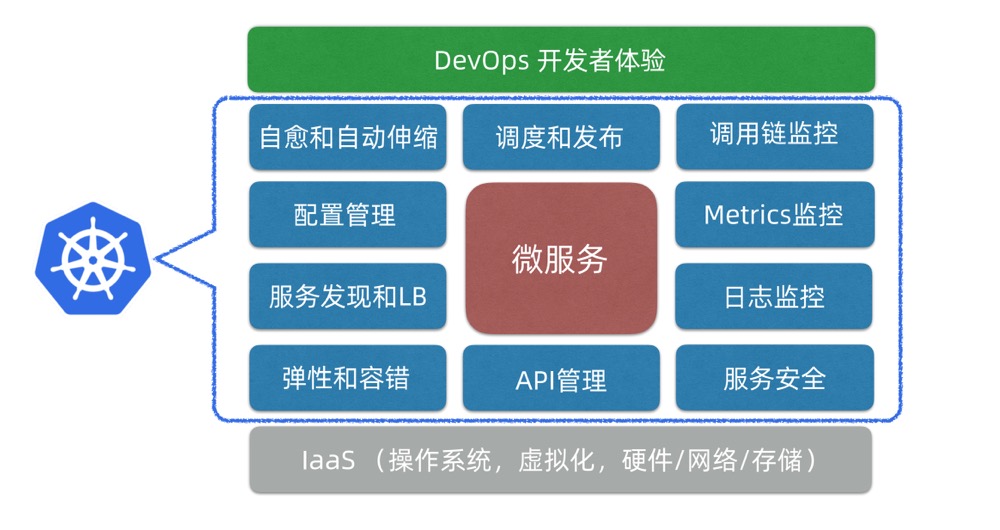 DevOps 开发者体验
自愈和自动伸缩
调度和发布
调用链监控
配置管理
微服务
Metrics监控
服务发现和LB
日志监控
弹性和容错
API管理
服务安全
IaaS （操作系统，虚拟化，硬件/网络/存储）